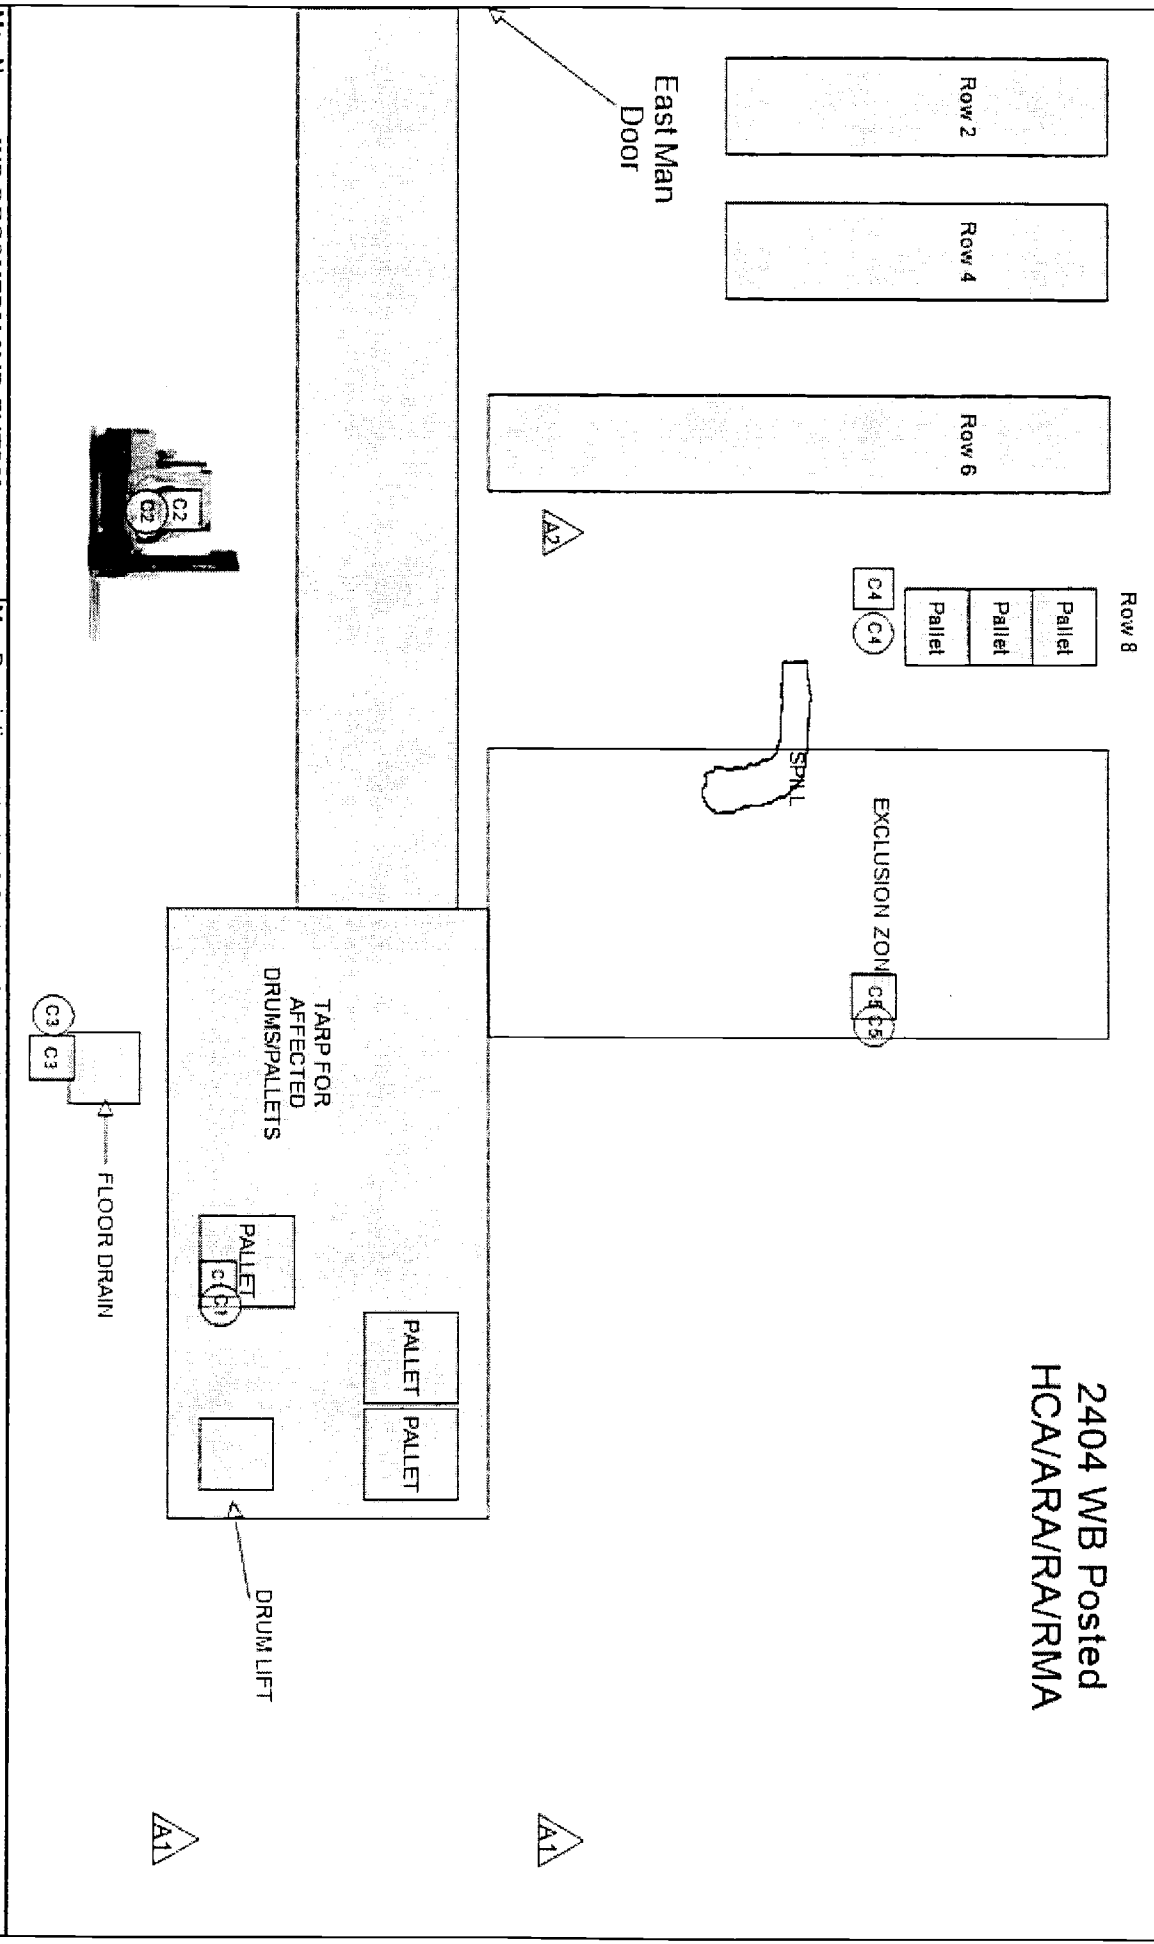 2404 WB Posted
HCA/ARA/RA/RMA
Row 8
Row 2
Row 4
Row 6
Pallet
Pallet
Pallet
C4
C4
EXCLUSION ZON
C5
C5
SPILL
East Man
Door
A2
A1
TARP FOR
AFFECTED
DRUMS/PALLETS
PALLET
PALLET
PALLET
C1
C1
DRUM LIFT
C2
C2
A1
FLOOR DRAIN
C3
C3